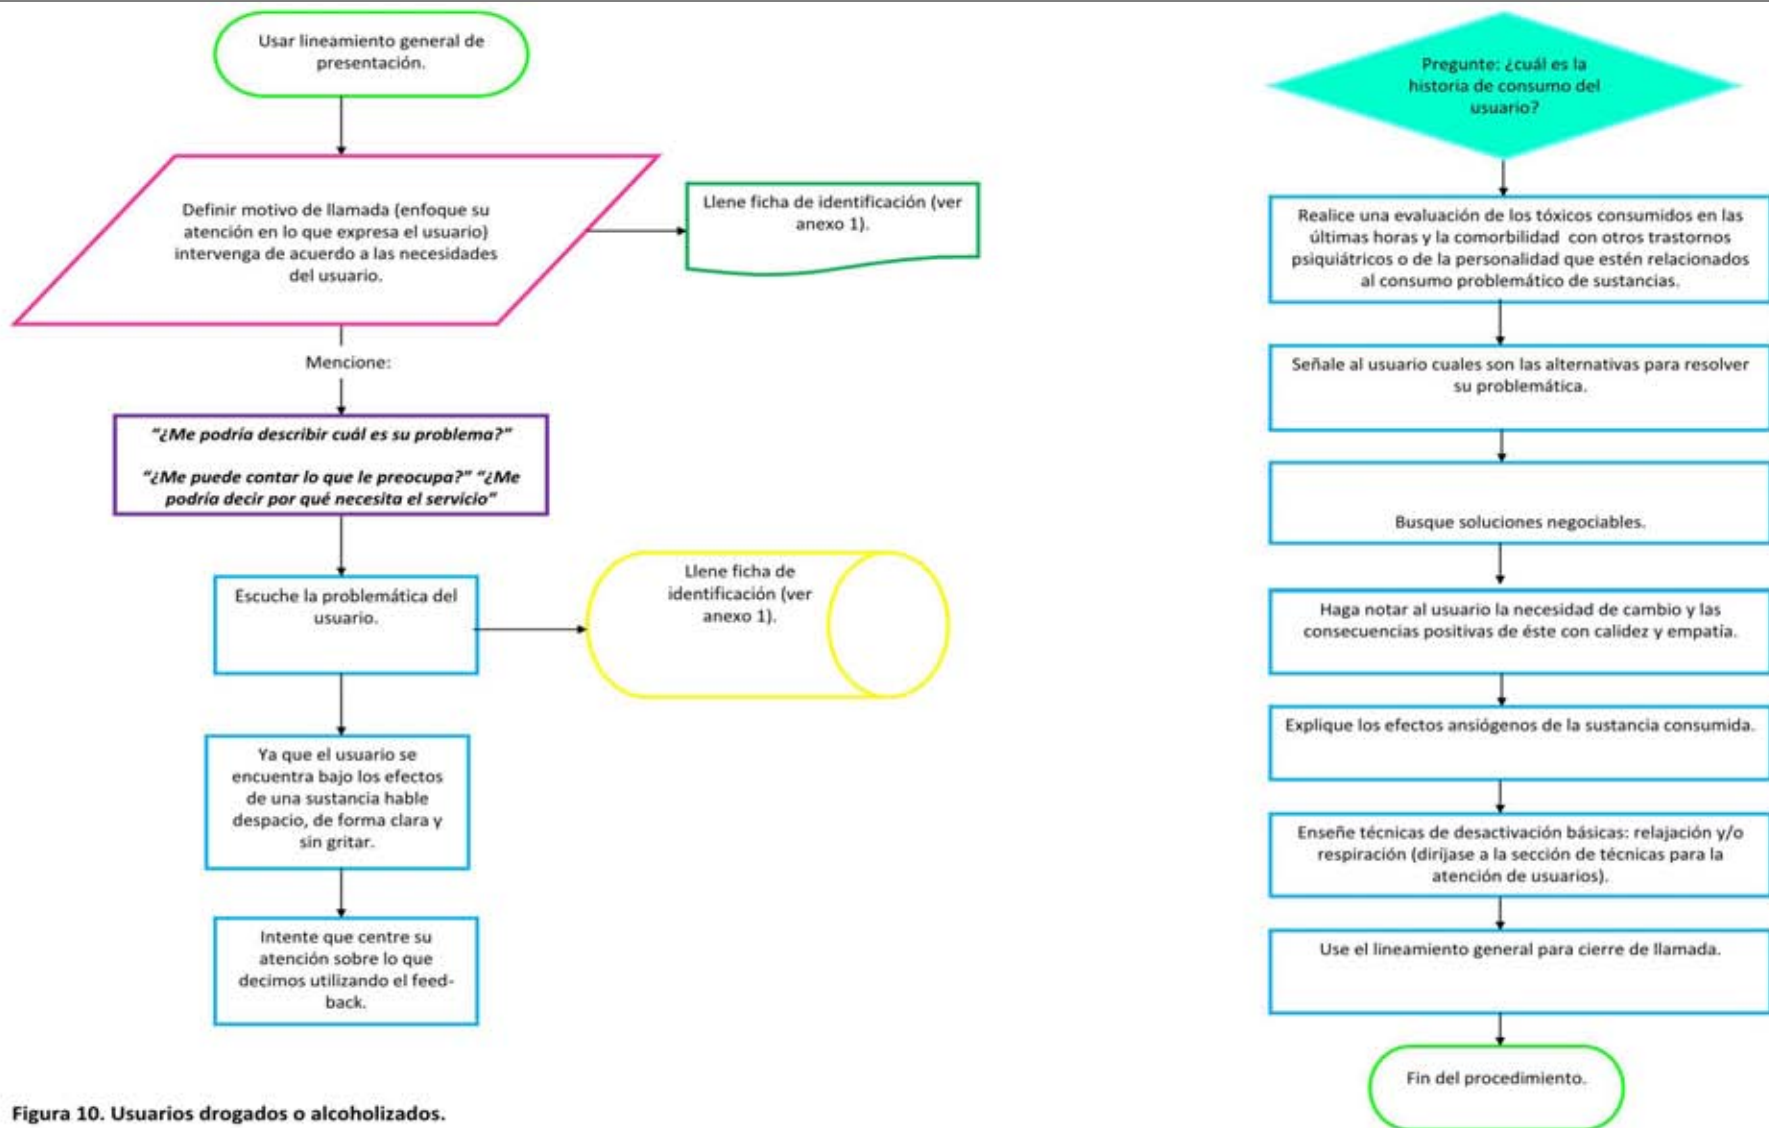 Usar lineamiento general de
presentación.
Definir motivo de llamada (enfoque su
atención en lo que expresa el usuario)
intervenga de acuerdo a las necesidades
del usuario.
Llene ficha de identificación (ver
anexo 1).
Mencione:
“¿Me podría describir cuál es su problema?”
“¿Me puede contar lo que le preocupa?” “¿Me
podría decir por qué necesita el servicio”
Escuche la problemática del
usuario.
Llene ficha de
identificación (ver
anexo 1).
Ya que el usuario se
encuentra bajo los efectos
de una sustancia hable
despacio, de forma clara y
sin gritar.
Intente que centre su
atención sobre lo que
decimos utilizando el feed-
back.
Figura 10. Usuarios drogados o alcoholizados.
Pregunte: ¿cuál es la
historia de consumo del
usuario?
Realice una evaluación de los tóxicos consumidos en las
últimas horas y la comorbilidad con otros trastornos
psiquiátricos o de la personalidad que estén relacionados
al consumo problemático de sustancias.
Señale al usuario cuales son las alternativas para resolver
su problemática.
Busque soluciones negociables.
Haga notar al usuario la necesidad de cambio y las
consecuencias positivas de éste con calidez y empatía.
Explique los efectos ansiógenos de la sustancia consumida.
Enseñe técnicas de desactivación básicas: relajación y/o
respiración (diríjase a la sección de técnicas para la
atención de usuarios).
Use el lineamiento general para cierre de llamada.
Fin del procedimiento.